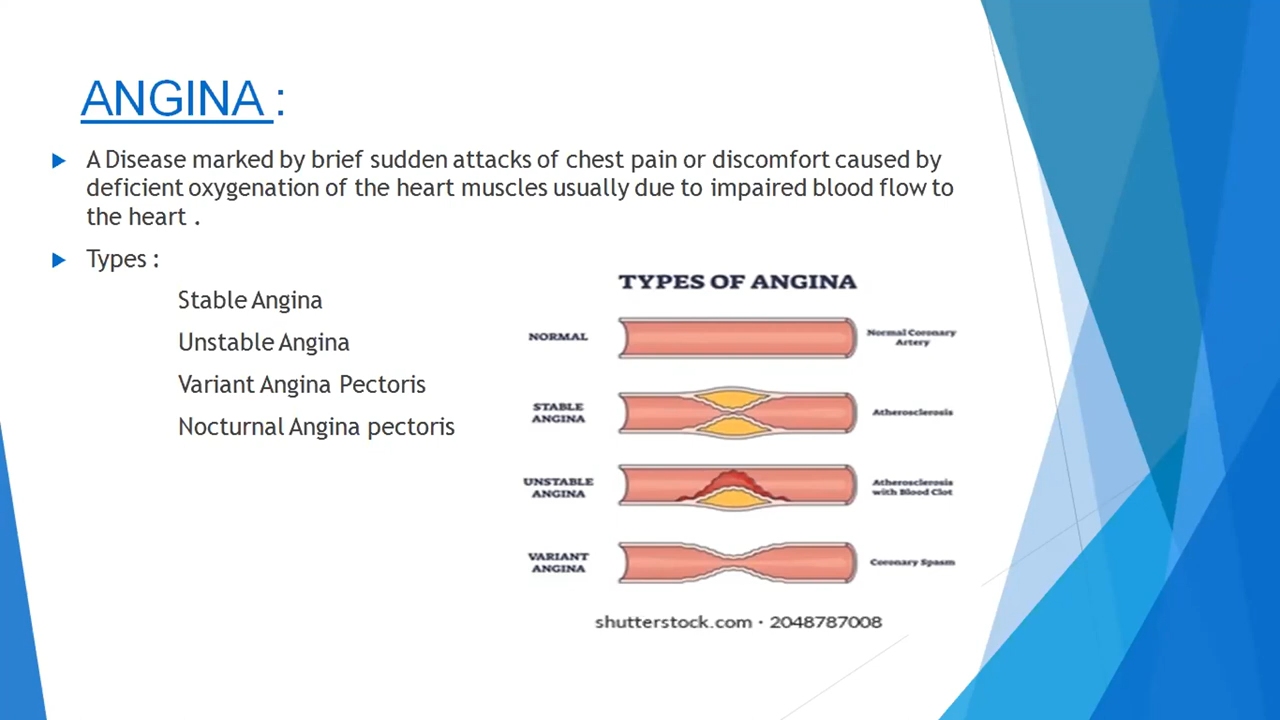 ANGINA :
A Disease marked by brief sudden attacks of chest pain or discomfort caused by
deficient oxygenation of the heart muscles usually due to impaired blood flow to
the heart .
Types :
Stable Angina
Unstable Angina
Variant Angina Pectoris
Nocturnal Angina pectoris
TYPES OF ANGINA
NORMAL
Normal Coronary
Artery
STABLE
ANGINA
Atherosclerosis
UNSTABLE
ANGINA
Atherosclerosis
with Blood Clot
VARIANT
ANGINA
Coronary Spasm
shutterstock.com · 2048787008